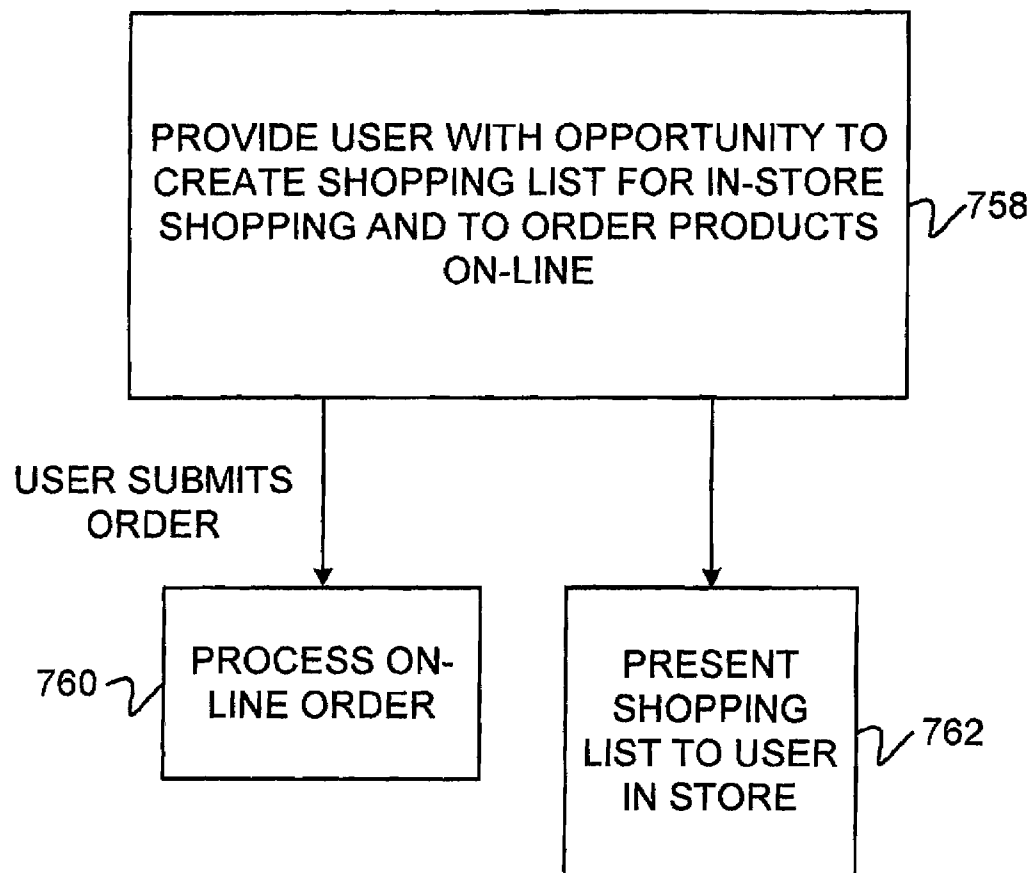 PROVIDE USER WITH OPPORTUNITY TO
CREATE SHOPPING LIST FOR IN-STORE
SHOPPING AND TO ORDER PRODUCTS
ON-LINE
758
USER SUBMITS
ORDER
PROCESS ON-
LINE ORDER
760
PRESENT
SHOPPING
LIST TO USER
IN STORE
762